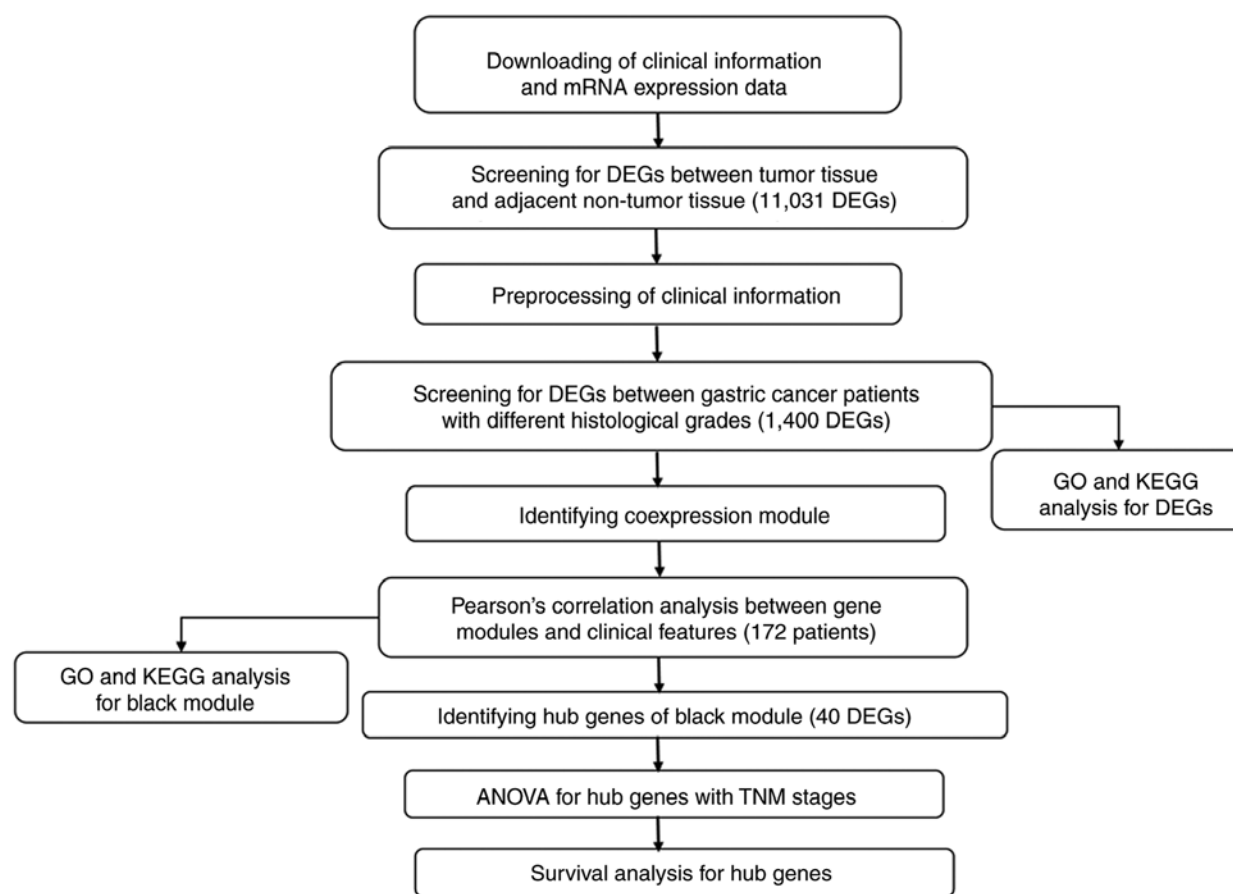 Downloading of clinical information
and mRNA expression data
Screening for DEGs between tumor tissue
and adjacent non-tumor tissue (11,031 DEGs)
Preprocessing of clinical information
Screening for DEGs between gastric cancer patients
with different histological grades (1,400 DEGs)
GO and KEGG
analysis for DEGs
Identifying coexpression module
Pearson's correlation analysis between gene
modules and clinical features (172 patients)
GO and KEGG analysis
for black module
Identifying hub genes of black module (40 DEGs)
ANOVA for hub genes with TNM stages
Survival analysis for hub genes